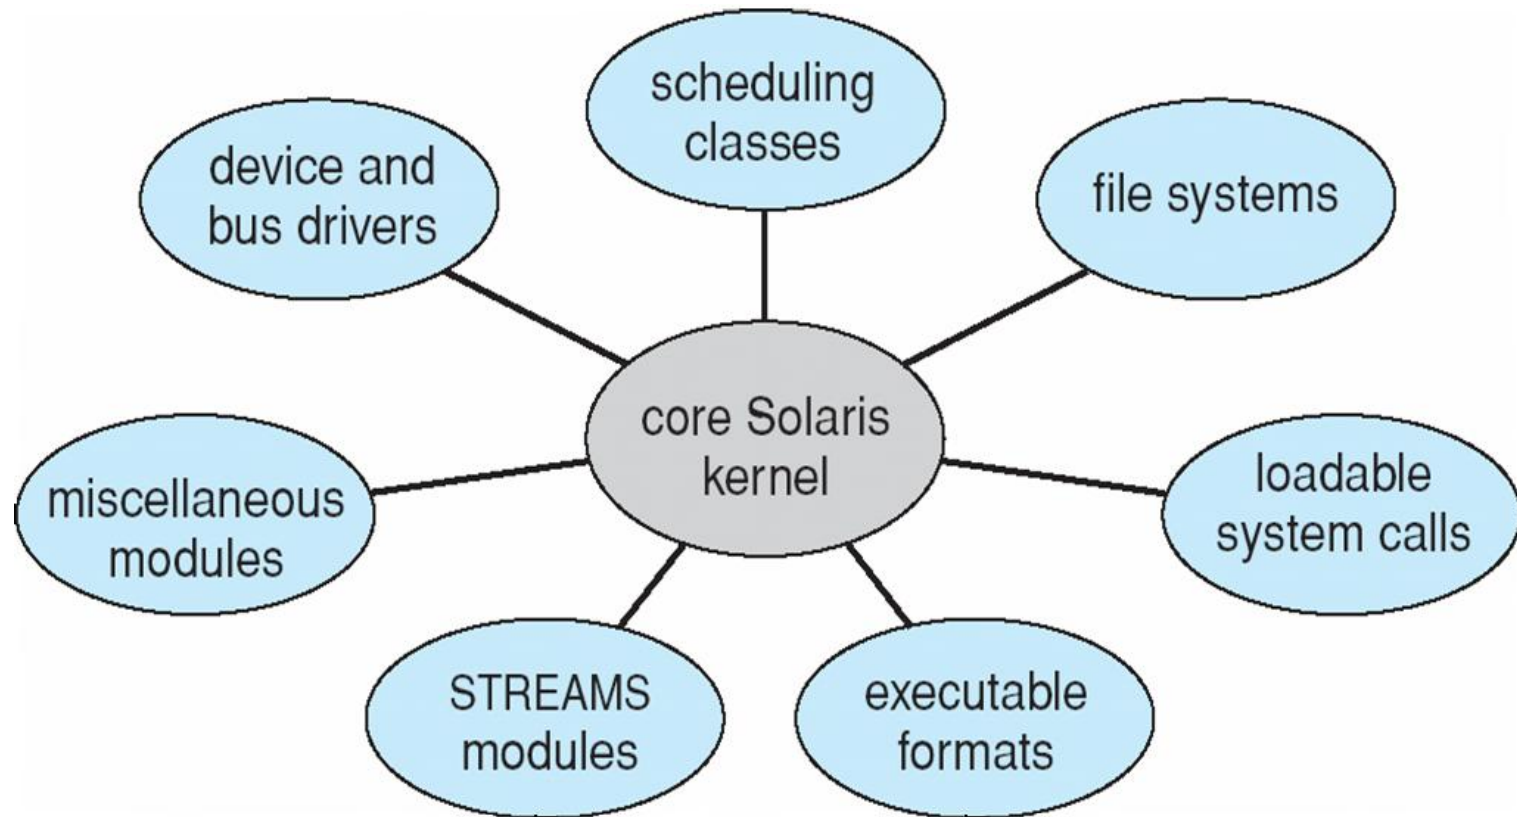 scheduling
classes
device and
bus drivers
file systems
core Solaris
kernel
miscellaneous
modules
loadable
system calls
STREAMS
modules
executable
formats